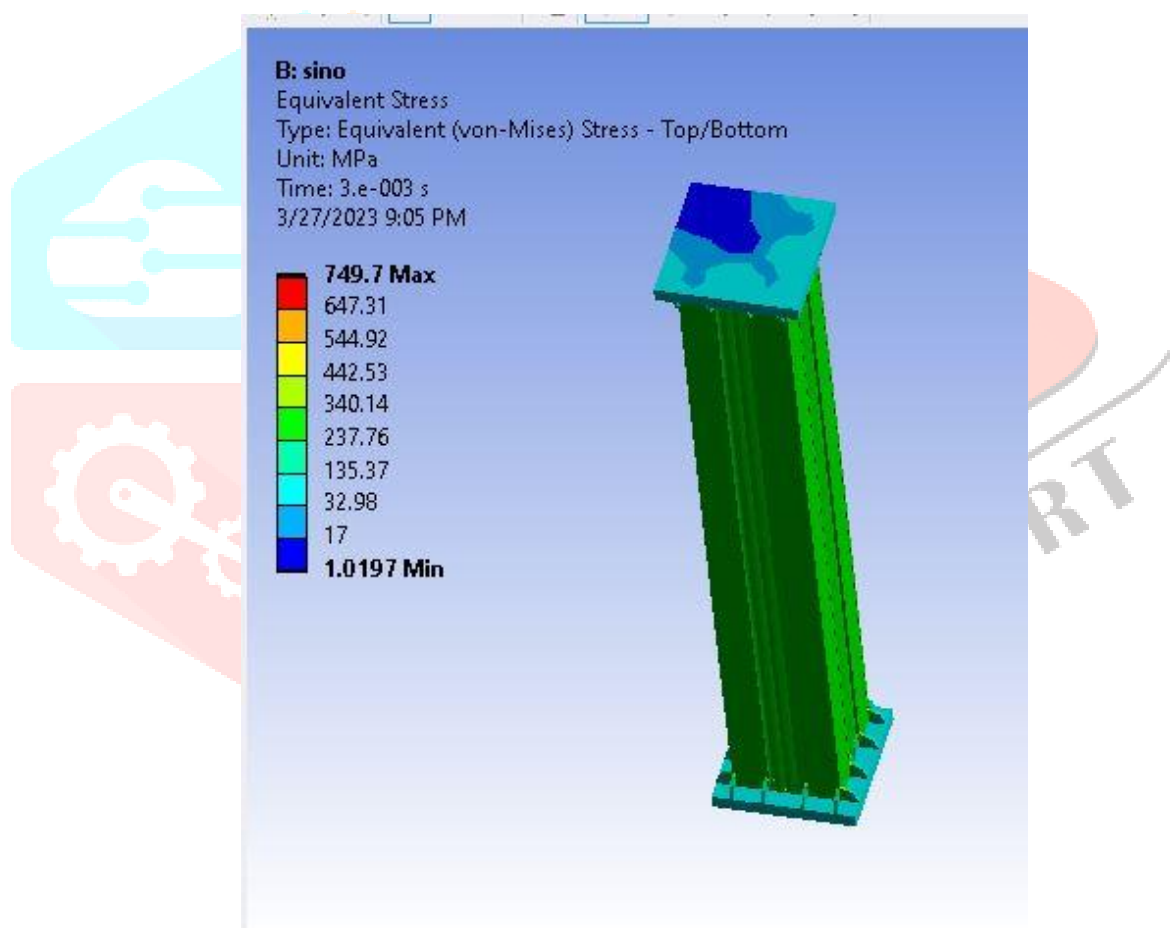 B: sino
Equivalent Stress
Type: Equivalent (von-Mises) Stress - Top/Bottom
Unit: MPa
Time: 3.e-003 s
3/27/2023 9:05 PM
749.7 Max
647.31
544.92
442.53
340.14
237.76
135.37
32.98
17
1.0197 Min
RT